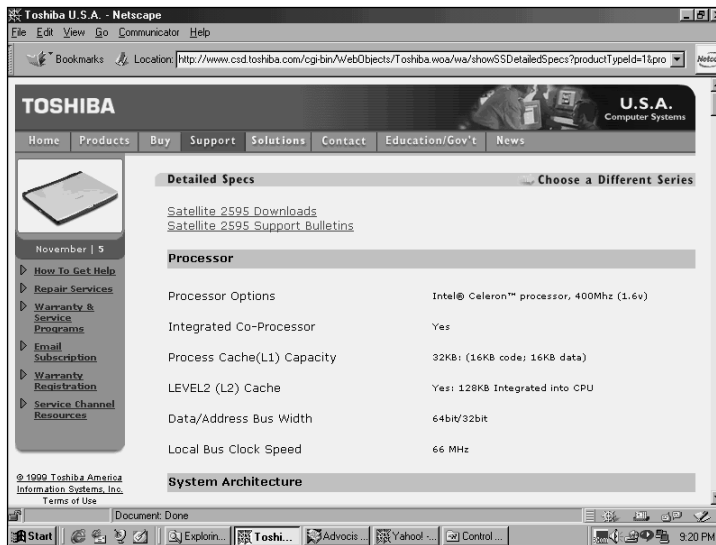 Toshiba U.S.A. - Netscape
File Edit View Go Communicator Help
Bookmarks Location: http://www.csd.toshiba.com/cgi-bin/WebObjects/Toshiba.woa/wa/showSSDetailedSpecs?productTypeId=1&pro
TOSHIBA
U.S.A.
Computer Systems
Home Products Buy Support Solutions Contact Education/Gov't News
Detailed Specs
Choose a Different Series
Satellite 2595 Downloads
Satellite 2595 Support Bulletins
November | 5
How To Get Help
Repair Services
Warranty &
Service
Programs
Email
Subscription
Warranty
Registration
Service Channel
Resources
© 1999 Toshiba America
Information Systems, Inc.
Terms of Use
Processor
Processor Options Intel® Celeron™ processor, 400Mhz (1.6v)
Integrated Co-Processor Yes
Process Cache(L1) Capacity 32KB: (16KB code; 16KB data)
LEVEL2 (L2) Cache Yes: 128KB Integrated into CPU
Data/Address Bus Width 64bit/32bit
Local Bus Clock Speed 66 MHz
System Architecture
Document: Done
Start Explorin... Toshi... Advocis... Yahoo! -... Control ... 9:20 PM